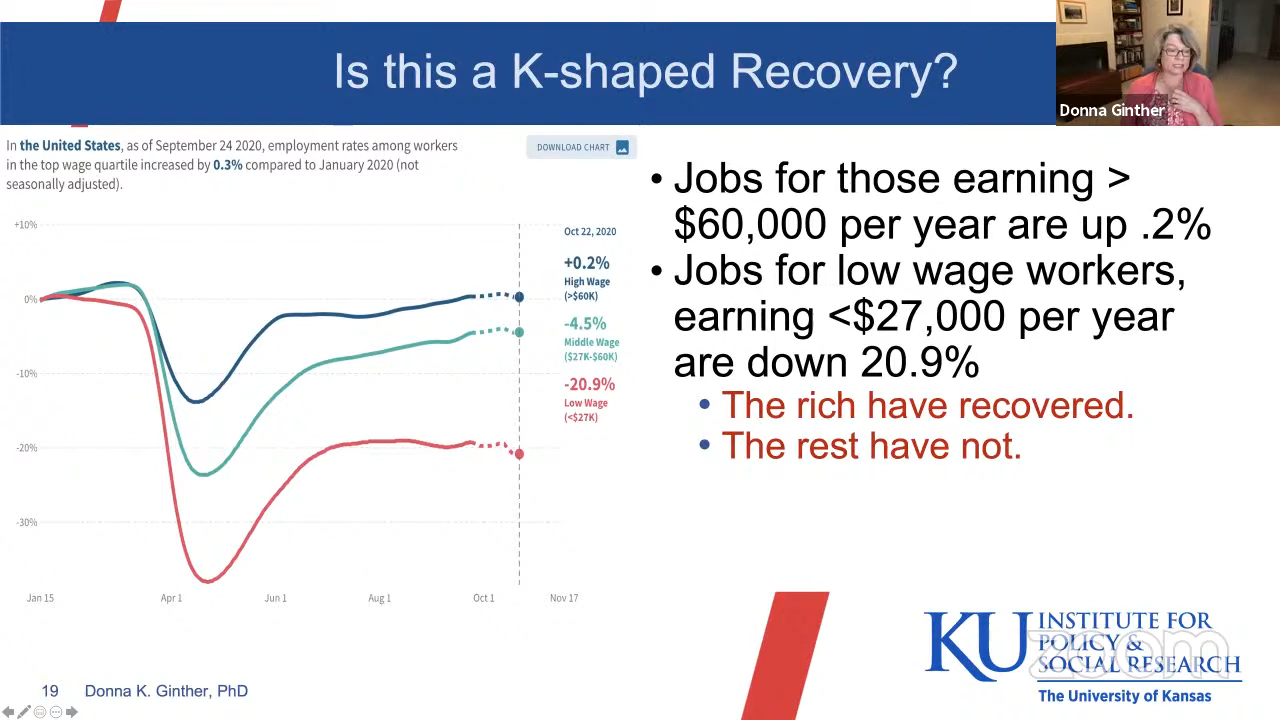 Is this a K-shaped Recovery?
Donna Ginther
In the United States, as of September 24 2020, employment rates among workers
in the top wage quartile increased by 0.3% compared to January 2020 (not
seasonally adjusted).
DOWNLOAD CHART
+10%
0%
-10%
-20%
-30%
Jan 15
Apr 1
Jun 1
Aug 1
Oct 1
Nov 17
Oct 22, 2020
+0.2%
High Wage
(>$60K)
-4.5%
Middle Wage
($27K-$60K)
-20.9%
Low Wage
(<$27K)
• Jobs for those earning >
$60,000 per year are up .2%
• Jobs for low wage workers,
earning <$27,000 per year
are down 20.9%
• The rich have recovered.
• The rest have not.
KU INSTITUTE FOR
POLICY &
SOCIAL RESEARCH
The University of Kansas
zoom
19 Donna K. Ginther, PhD